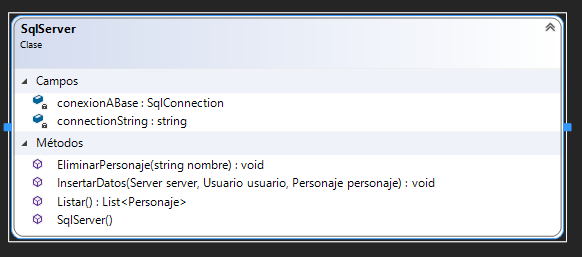 SqlServer
Clase
Campos
conexionABase : SqlConnection
connectionString : string
Métodos
EliminarPersonaje(string nombre) : void
InsertarDatos(Server server, Usuario usuario, Personaje personaje) : void
Listar() : List<Personaje>
SqlServer()